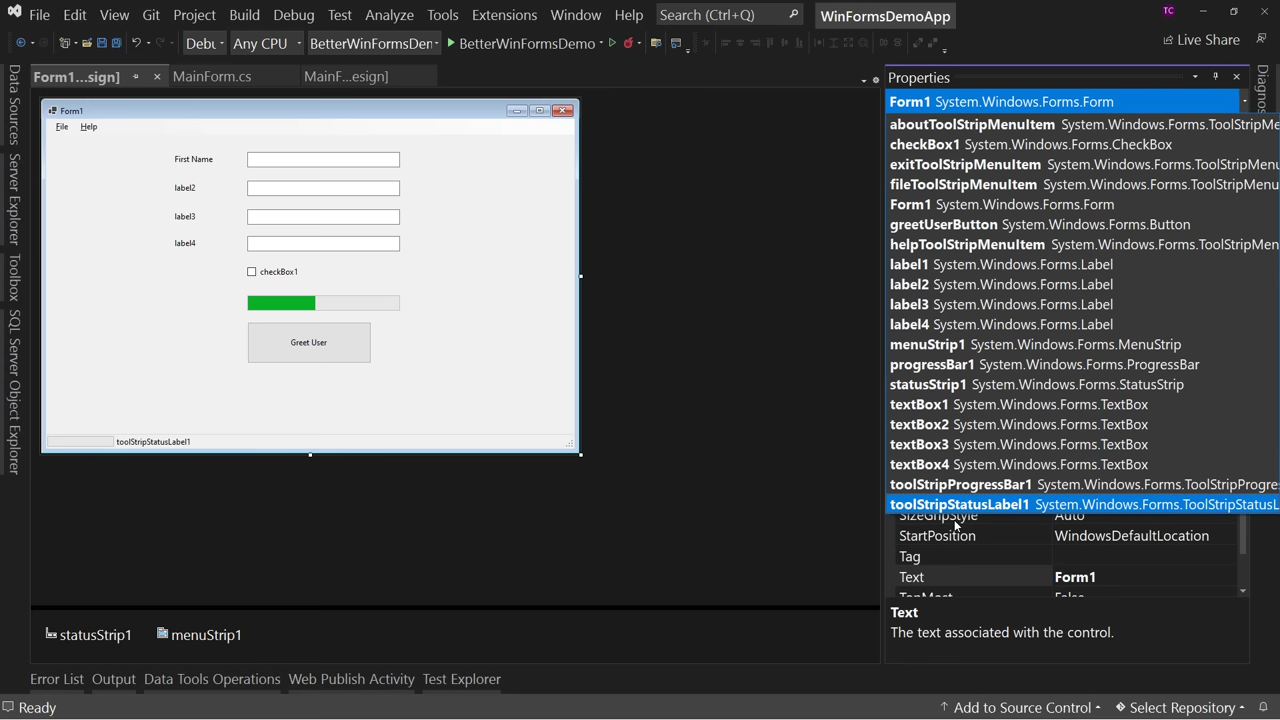 File Edit View Git Project Build Debug Test Analyze Tools Extensions Window Help Search (Ctrl+Q) WinFormsDemoApp TC
Debu Any CPU BetterWinFormsDer BetterWinFormsDemo Live Share
Form1...sign] MainForm.cs MainF...esign]
Data Sources
Server Explorer
Toolbox
SQL Server Object Explorer
Form1
File Help
First Name
label2
label3
label4
checkBox1
Greet User
toolStripStatusLabel1
statusStrip1 menuStrip1
Properties
Form1 System.Windows.Forms.Form
aboutToolStripMenuItem System.Windows.Forms.ToolStripMe
checkBox1 System.Windows.Forms.CheckBox
exitToolStripMenuItem System.Windows.Forms.ToolStripMenu
fileToolStripMenuItem System.Windows.Forms.ToolStripMenu
Form1 System.Windows.Forms.Form
greetUserButton System.Windows.Forms.Button
helpToolStripMenuItem System.Windows.Forms.ToolStripMen
label1 System.Windows.Forms.Label
label2 System.Windows.Forms.Label
label3 System.Windows.Forms.Label
label4 System.Windows.Forms.Label
menuStrip1 System.Windows.Forms.MenuStrip
progressBar1 System.Windows.Forms.ProgressBar
statusStrip1 System.Windows.Forms.StatusStrip
textBox1 System.Windows.Forms.TextBox
textBox2 System.Windows.Forms.TextBox
textBox3 System.Windows.Forms.TextBox
textBox4 System.Windows.Forms.TextBox
toolStripProgressBar1 System.Windows.Forms.ToolStripProgre
toolStripStatusLabel1 System.Windows.Forms.ToolStripStatusL
SizeGripStyle Auto
StartPosition WindowsDefaultLocation
Tag
Text Form1
TopMost False
Text
The text associated with the control.
Diagnos
Error List Output Data Tools Operations Web Publish Activity Test Explorer
Ready Add to Source Control Select Repository